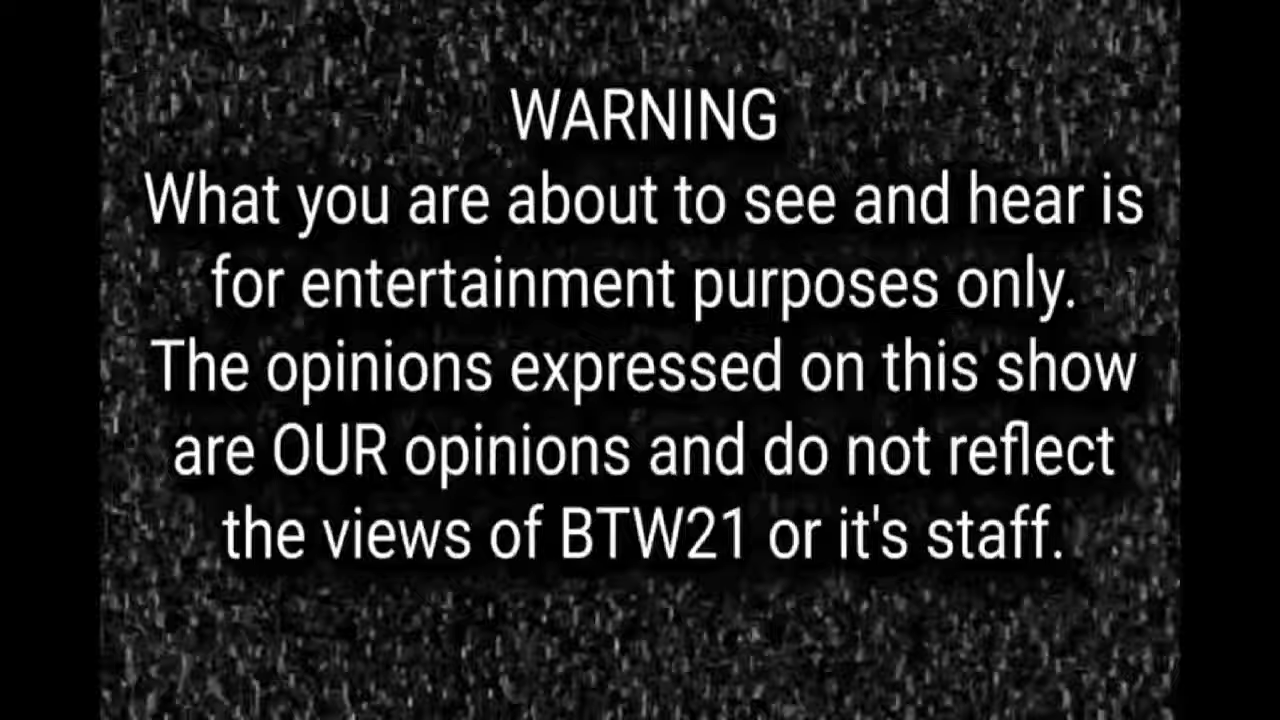 WARNING
What you are about to see and hear is
for entertainment purposes only.
The opinions expressed on this show
are OUR opinions and do not reflect
the views of BTW21 or it's staff.